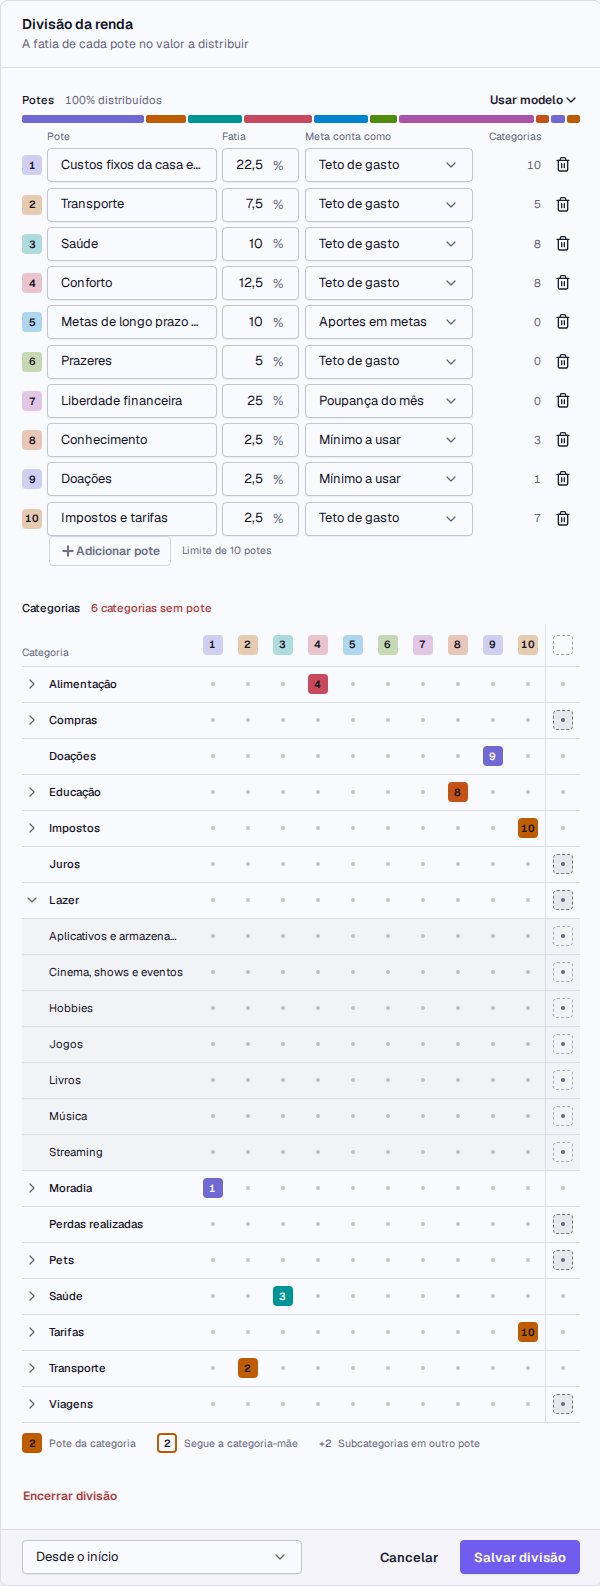 Divisão da renda
A fatia de cada pote no valor a distribuir
Potes 100% distribuídos Usar modelo
Pote Fatia Meta conta como Categorias
1 Custos fixos da casa e... 22,5 % Teto de gasto 10
2 Transporte 7,5 % Teto de gasto 5
3 Saúde 10 % Teto de gasto 8
4 Conforto 12,5 % Teto de gasto 8
5 Metas de longo prazo ... 10 % Aportes em metas 0
6 Prazeres 5 % Teto de gasto 0
7 Liberdade financeira 25 % Poupança do mês 0
8 Conhecimento 2,5 % Mínimo a usar 3
9 Doações 2,5 % Mínimo a usar 1
10 Impostos e tarifas 2,5 % Teto de gasto 7
Adicionar pote Limite de 10 potes
Categorias 6 categorias sem pote
Categoria 1 2 3 4 5 6 7 8 9 10
Alimentação 4
Compras
Doações 9
Educação 8
Impostos 10
Juros
Lazer
Aplicativos e armazena...
Cinema, shows e eventos
Hobbies
Jogos
Livros
Música
Streaming
Moradia 1
Perdas realizadas
Pets
Saúde 3
Tarifas 10
Transporte 2
Viagens
2 Pote da categoria 2 Segue a categoria-mãe +2 Subcategorias em outro pote
Encerrar divisão
Desde o início Cancelar Salvar divisão